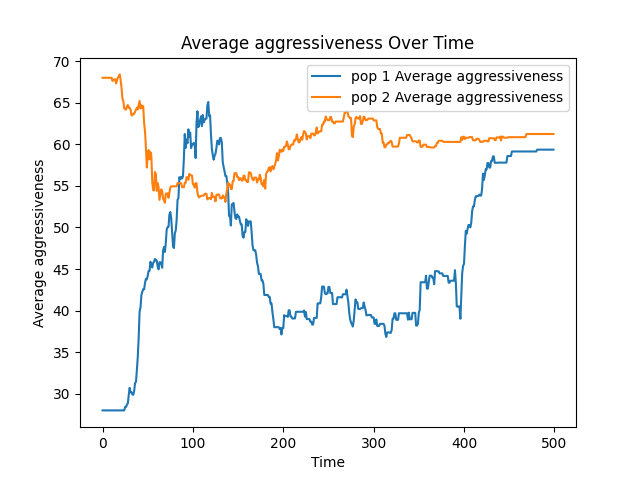 Average aggressiveness Over Time
pop 1 Average aggressiveness
pop 2 Average aggressiveness
Average aggressiveness
70
65
60
55
50
45
40
35
30
0 100 200 300 400 500
Time